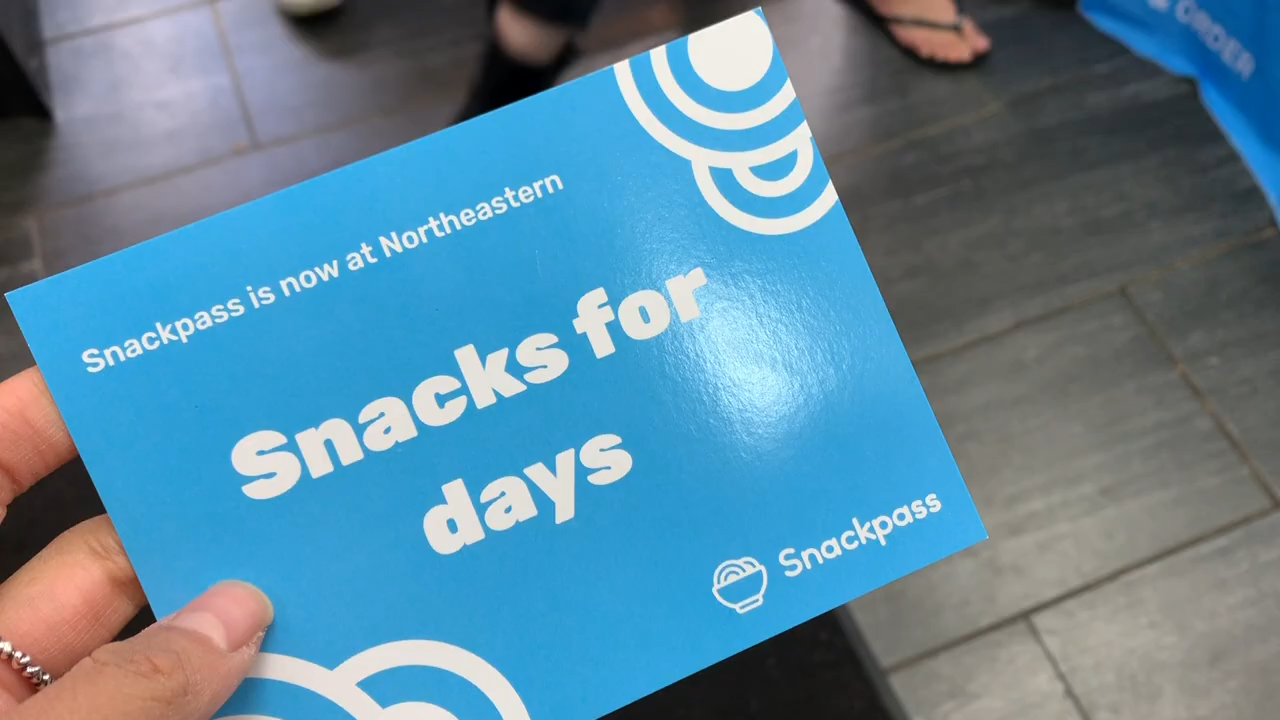 Snackpass is now at Northeastern
Snacks for
days
Snackpass
ORDER